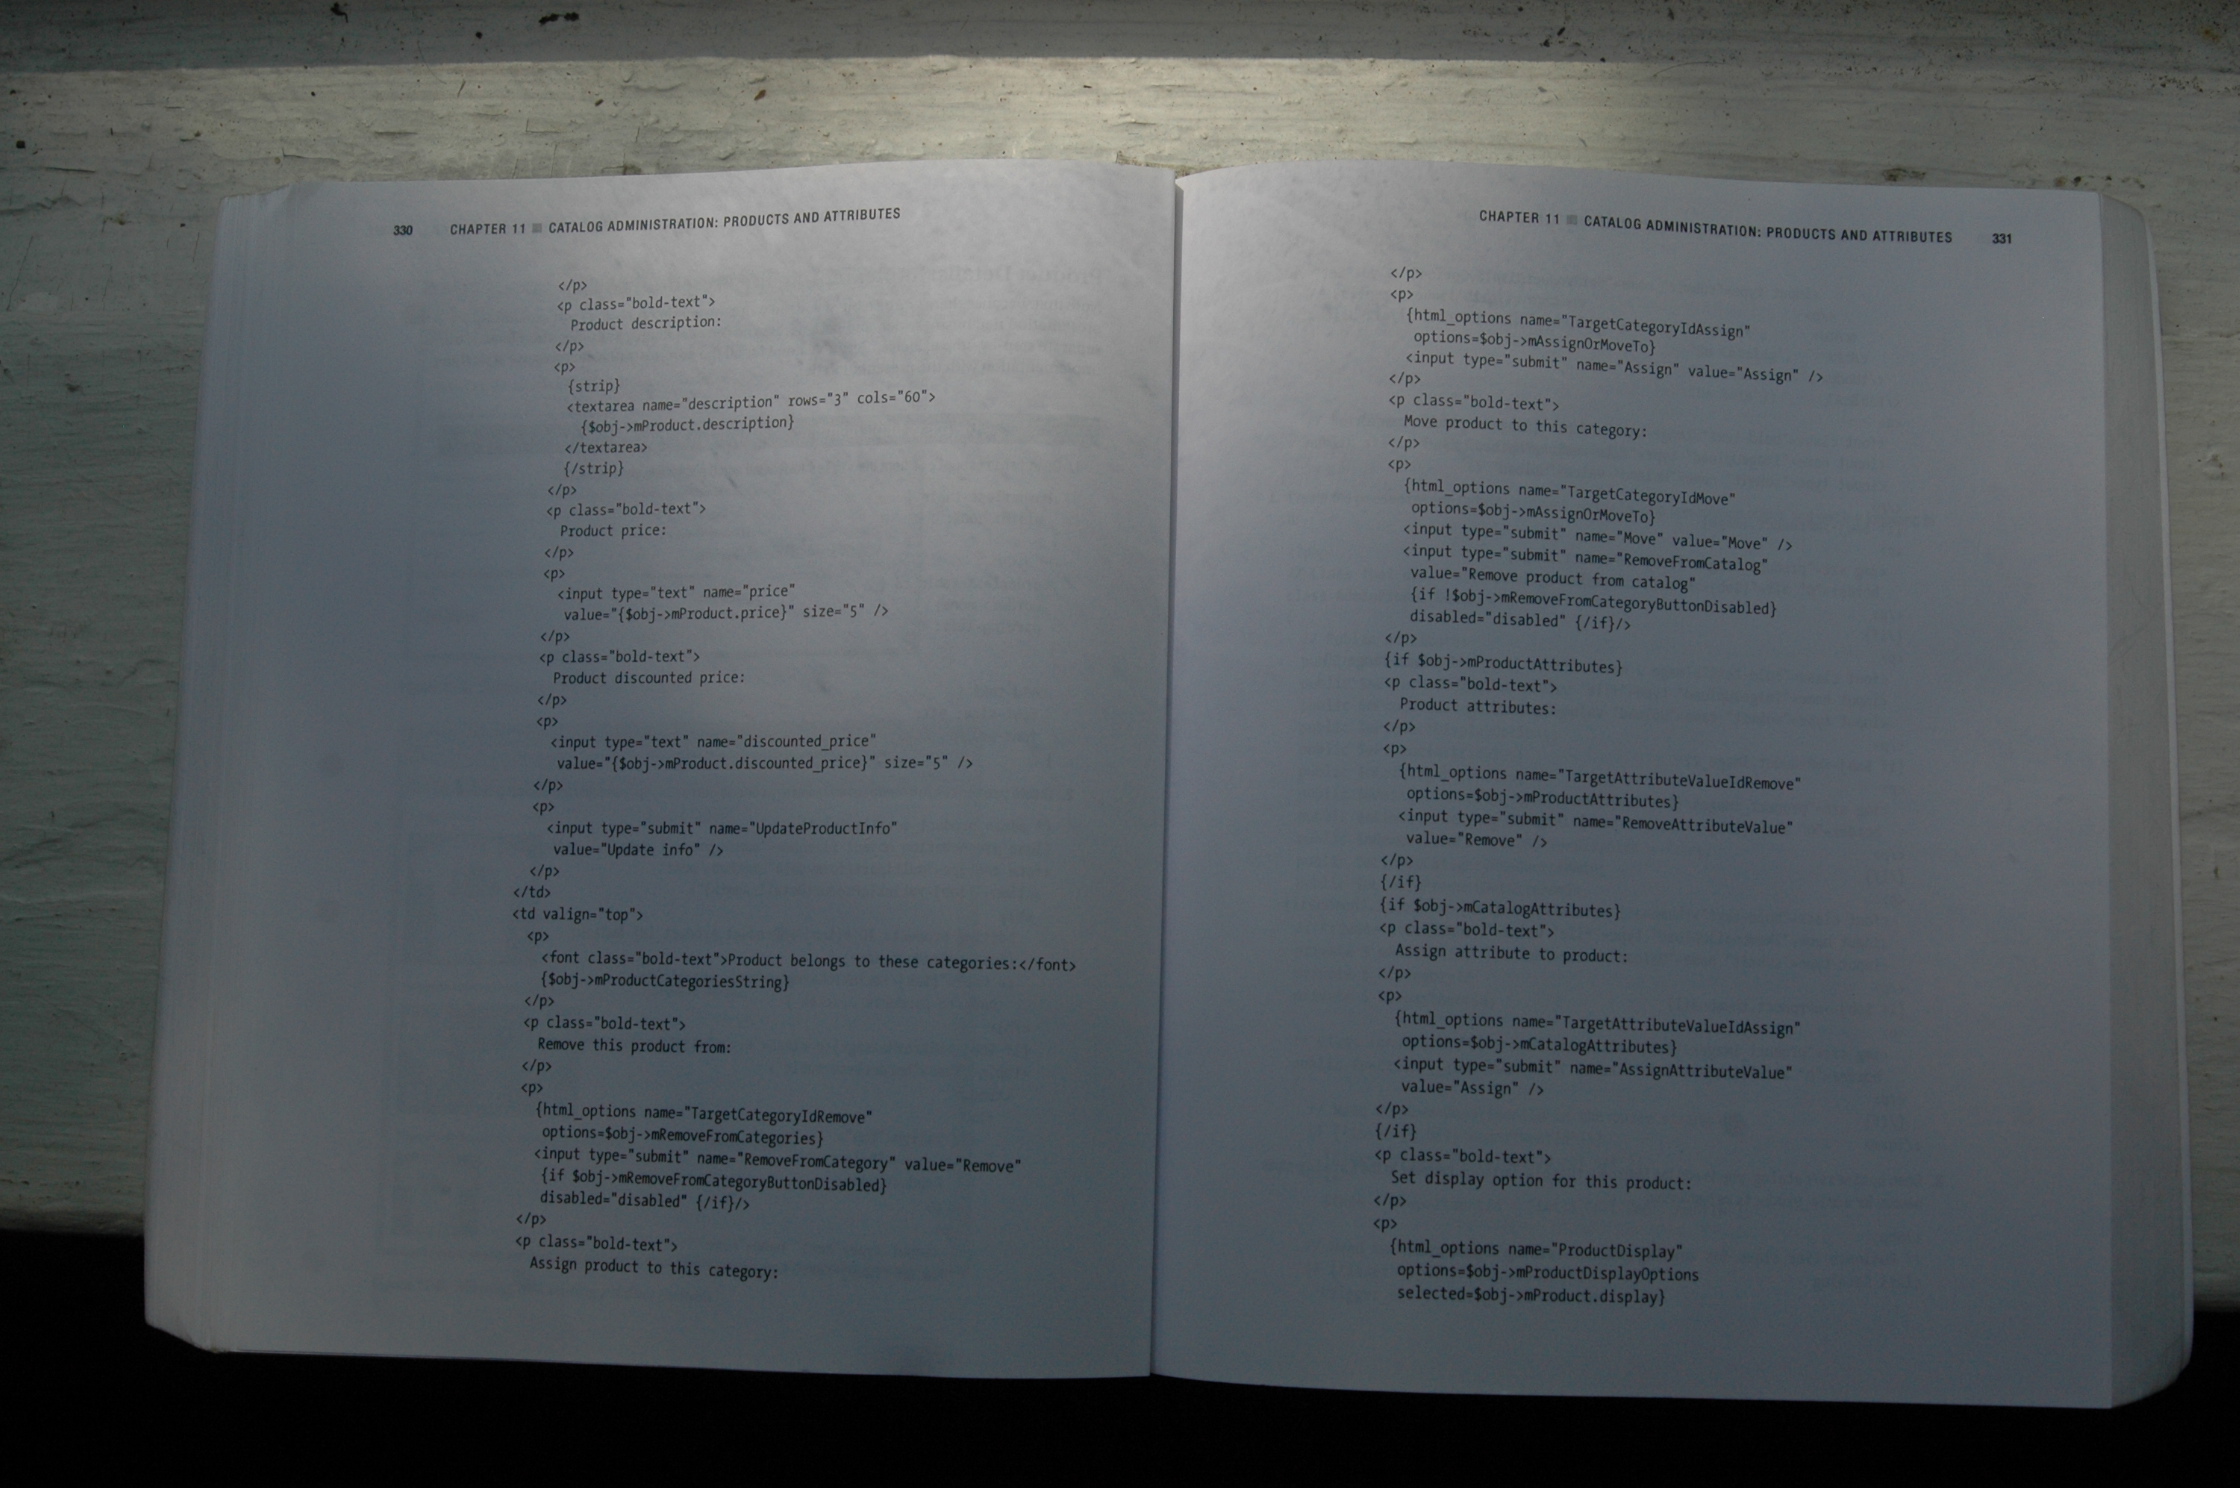 330 CHAPTER 11 ■ CATALOG ADMINISTRATION: PRODUCTS AND ATTRIBUTES
</p>
<p class="bold-text">
Product description:
</p>
<p>
{strip}
<textarea name="description" rows="3" cols="60">
{$obj->mProduct.description}
</textarea>
{/strip}
</p>
<p class="bold-text">
Product price:
</p>
<p>
<input type="text" name="price"
value="{$obj->mProduct.price}" size="5" />
</p>
<p class="bold-text">
Product discounted price:
</p>
<p>
<input type="text" name="discounted_price"
value="{$obj->mProduct.discounted_price}" size="5" />
</p>
<p>
<input type="submit" name="UpdateProductInfo"
value="Update info" />
</p>
</td>
<td valign="top">
<p>
<font class="bold-text">Product belongs to these categories:</font>
{$obj->mProductCategoriesString}
</p>
<p class="bold-text">
Remove this product from:
</p>
<p>
{html_options name="TargetCategoryIdRemove"
options=$obj->mRemoveFromCategories}
<input type="submit" name="RemoveFromCategory" value="Remove"
{if $obj->mRemoveFromCategoryButtonDisabled}
disabled="disabled" {/if}/>
</p>
<p class="bold-text">
Assign product to this category:
CHAPTER 11 ■ CATALOG ADMINISTRATION: PRODUCTS AND ATTRIBUTES 331
</p>
<p>
{html_options name="TargetCategoryIdAssign"
options=$obj->mAssignOrMoveTo}
<input type="submit" name="Assign" value="Assign" />
</p>
<p class="bold-text">
Move product to this category:
</p>
<p>
{html_options name="TargetCategoryIdMove"
options=$obj->mAssignOrMoveTo}
<input type="submit" name="Move" value="Move" />
<input type="submit" name="RemoveFromCatalog"
value="Remove product from catalog"
{if !$obj->mRemoveFromCategoryButtonDisabled}
disabled="disabled" {/if}/>
</p>
{if $obj->mProductAttributes}
<p class="bold-text">
Product attributes:
</p>
<p>
{html_options name="TargetAttributeValueIdRemove"
options=$obj->mProductAttributes}
<input type="submit" name="RemoveAttributeValue"
value="Remove" />
</p>
{/if}
{if $obj->mCatalogAttributes}
<p class="bold-text">
Assign attribute to product:
</p>
<p>
{html_options name="TargetAttributeValueIdAssign"
options=$obj->mCatalogAttributes}
<input type="submit" name="AssignAttributeValue"
value="Assign" />
</p>
{/if}
<p class="bold-text">
Set display option for this product:
</p>
<p>
{html_options name="ProductDisplay"
options=$obj->mProductDisplayOptions
selected=$obj->mProduct.display}